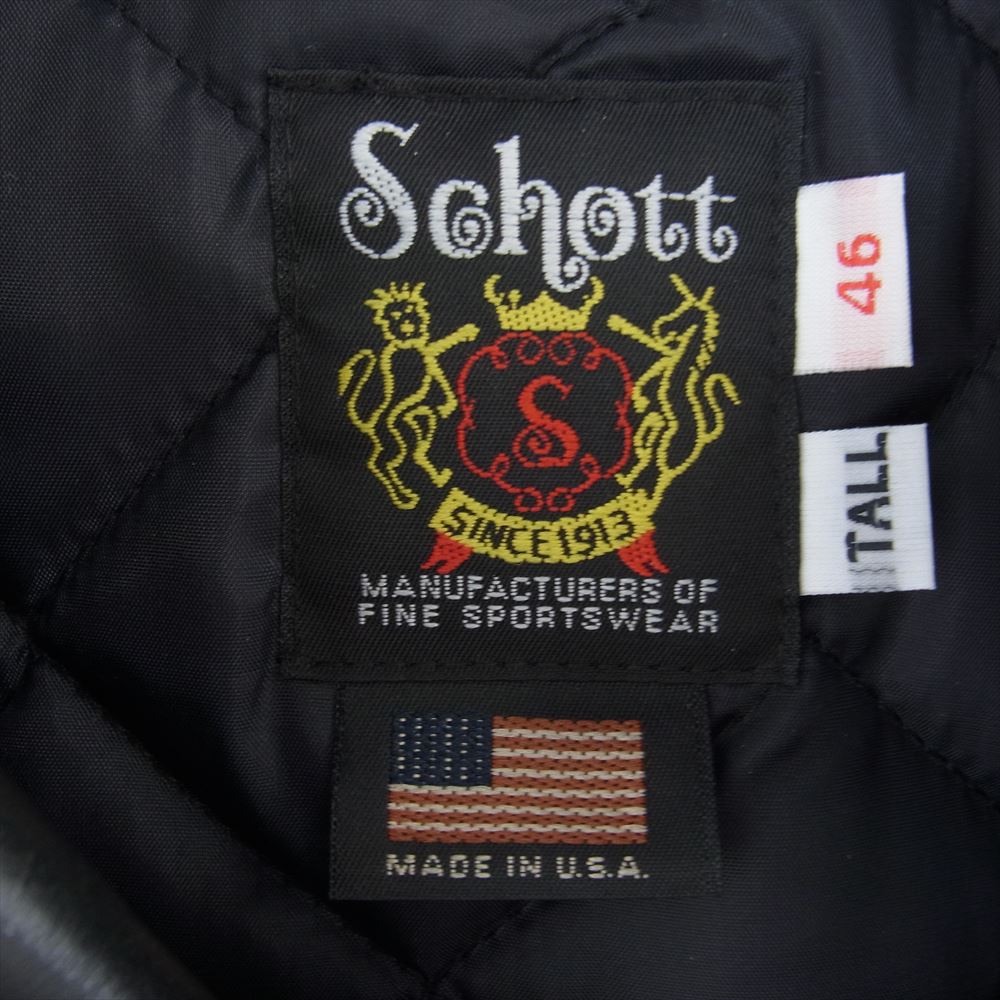 Schott
S
SINCE 1913
MANUFACTURERS OF
FINE SPORTSWEAR
MADE IN U.S.A.
46
TALL